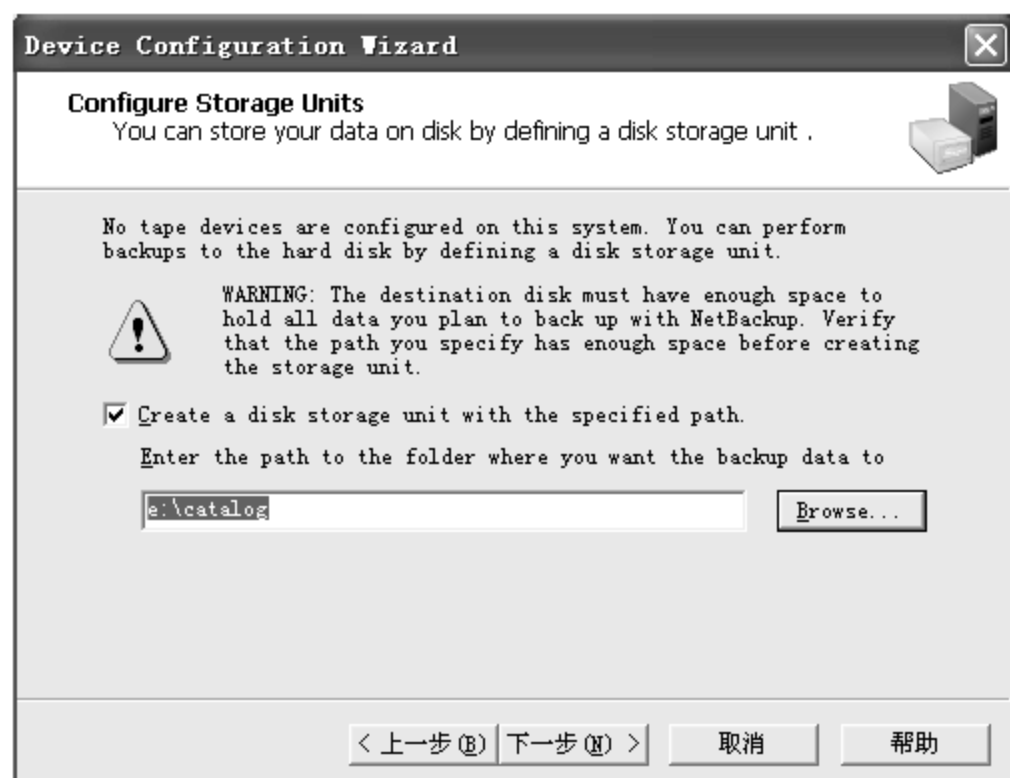 Device Configuration Wizard
Configure Storage Units
You can store your data on disk by defining a disk storage unit .
No tape devices are configured on this system. You can perform
backups to the hard disk by defining a disk storage unit.
WARNING: The destination disk must have enough space to
hold all data you plan to back up with NetBackup. Verify
that the path you specify has enough space before creating
the storage unit.
Create a disk storage unit with the specified path.
Enter the path to the folder where you want the backup data to
e:\catalog
Browse...
< 上一步(B) 下一步(N) > 取消 帮助